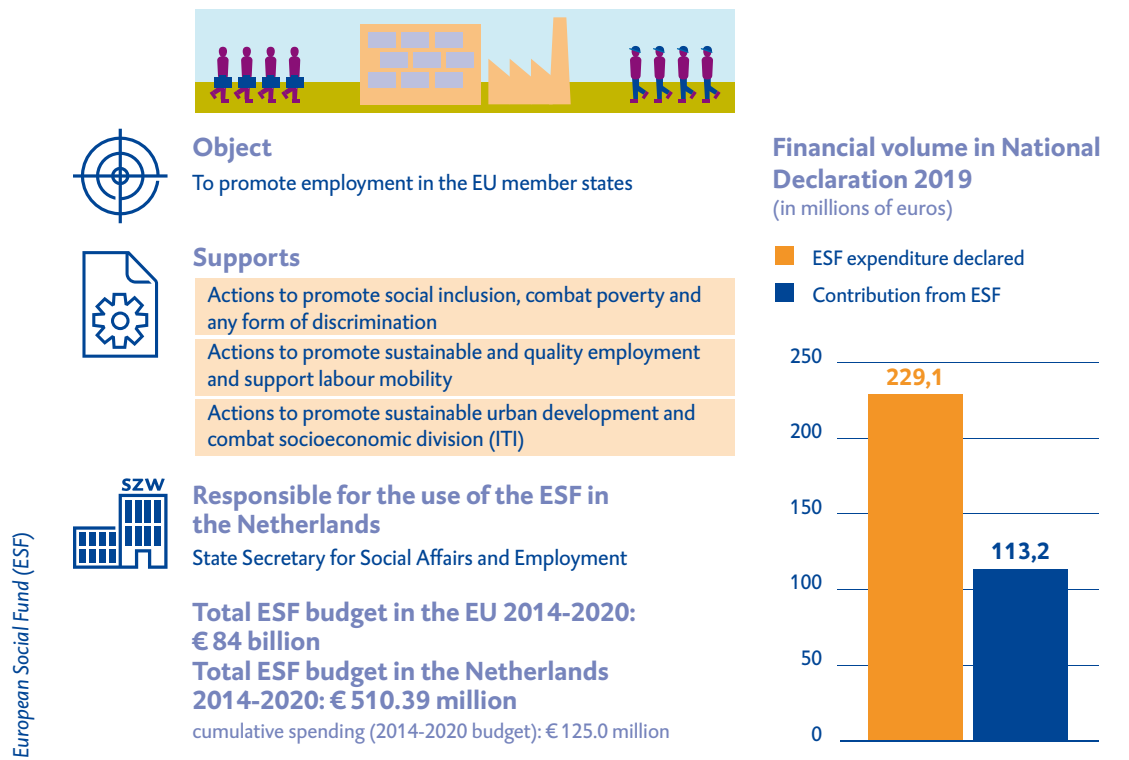 Object
To promote employment in the EU member states
Supports
Actions to promote social inclusion, combat poverty and
any form of discrimination
Actions to promote sustainable and quality employment
and support labour mobility
Actions to promote sustainable urban development and
combat socioeconomic division (ITI)
SZW
Responsible for the use of the ESF in
the Netherlands
State Secretary for Social Affairs and Employment
Total ESF budget in the EU 2014-2020:
€ 84 billion
Total ESF budget in the Netherlands
2014-2020: € 510.39 million
cumulative spending (2014-2020 budget): € 125.0 million
European Social Fund (ESF)
Financial volume in National
Declaration 2019
(in millions of euros)
ESF expenditure declared
Contribution from ESF
250
229,1
200
150
113,2
100
50
0